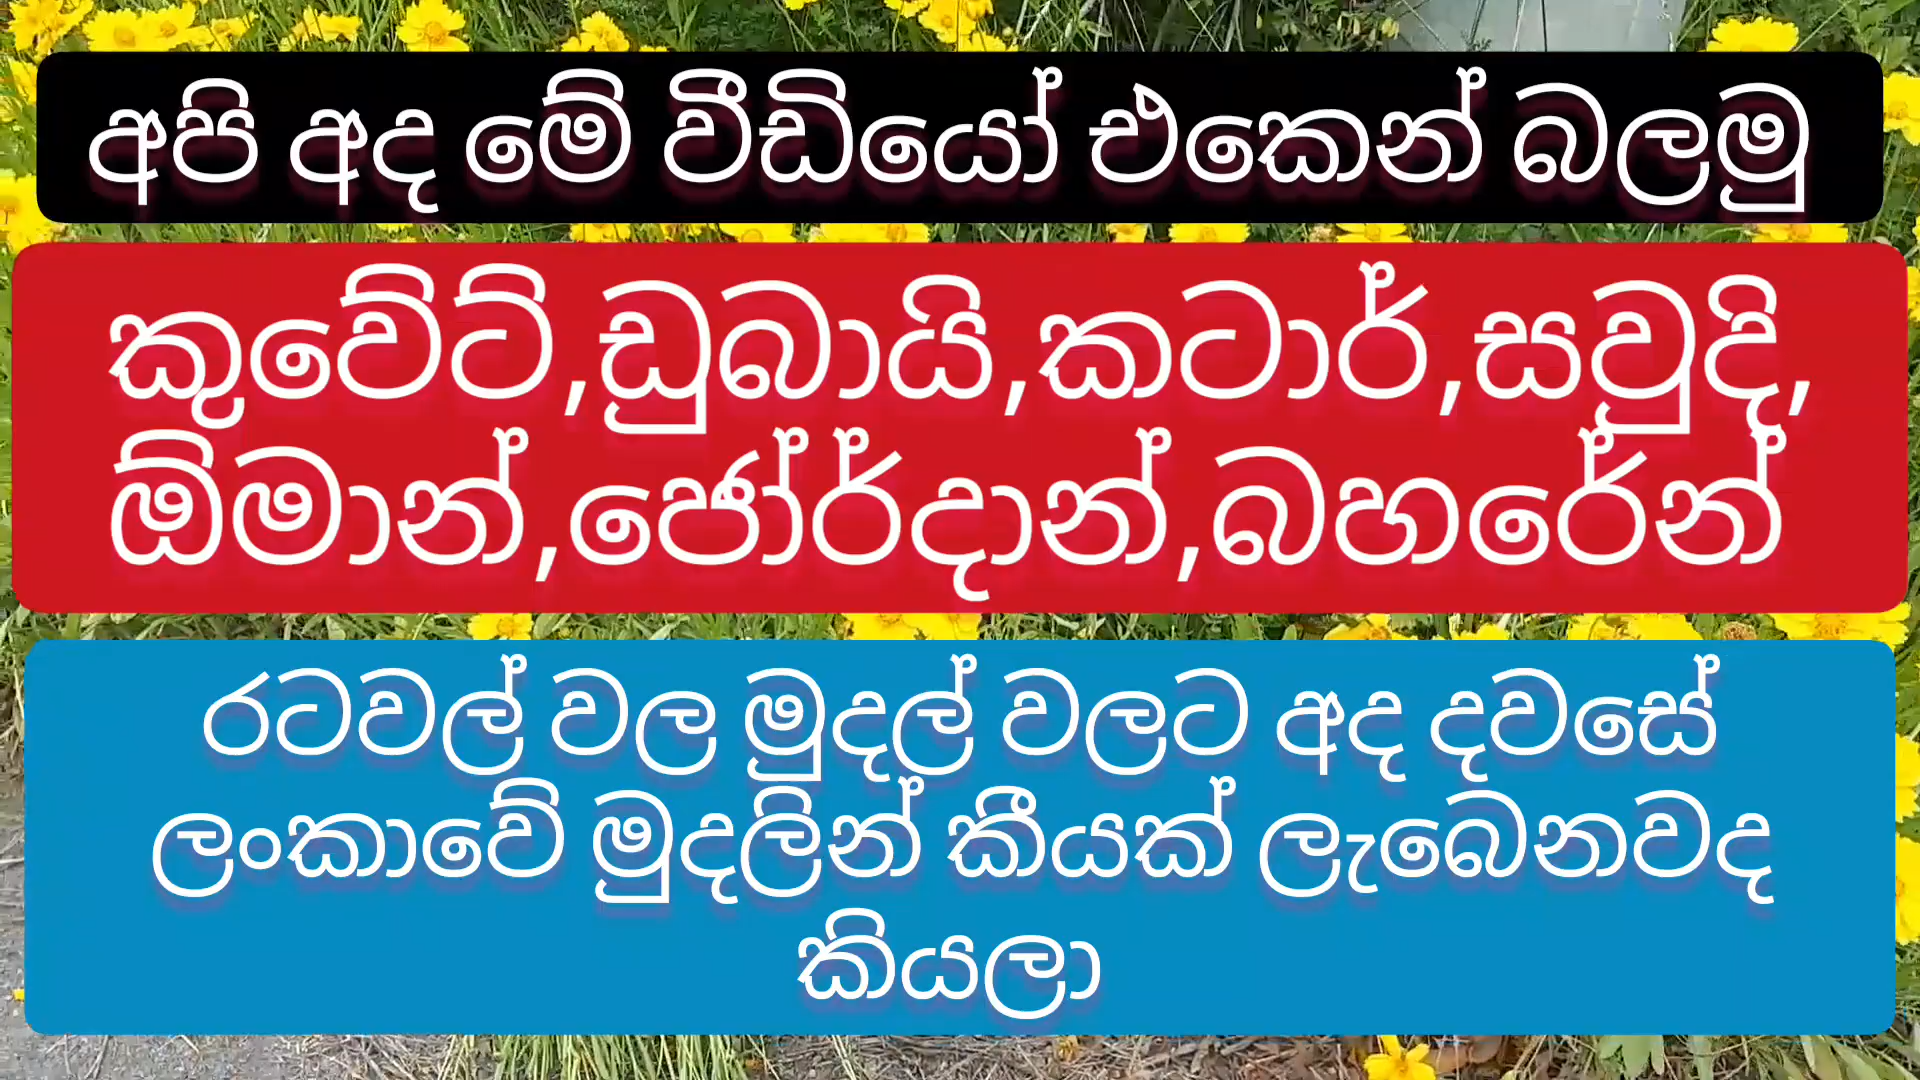 අපි අද මේ වීඩියෝ එකෙන් බලමු
කුවේට්,ඩුබායි,කටාර්,සවුදි,
ඕමාන්,ජෝර්දාන්,බහරේන්
රටවල් වල මුදල් වලට අද දවසේ
ලංකාවේ මුදලින් කීයක් ලැබෙනවද
කියලා